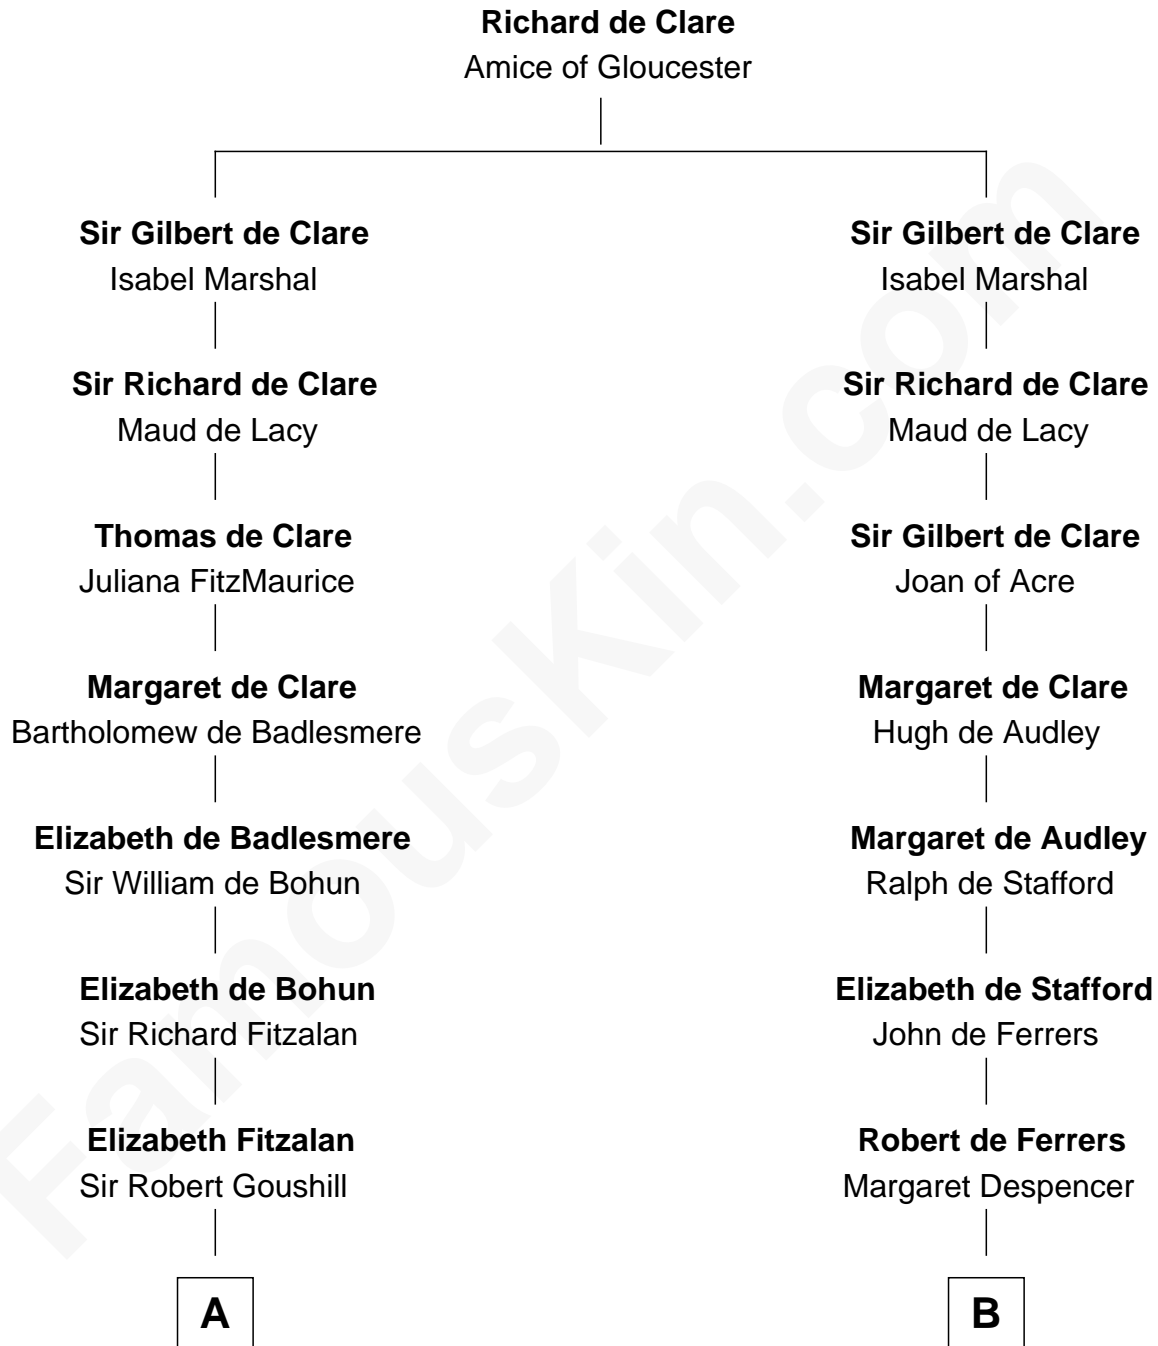 Richard de Clare
Amice of Gloucester
Sir Gilbert de Clare
Isabel Marshal
Sir Richard de Clare
Maud de Lacy
Thomas de Clare
Juliana FitzMaurice
Margaret de Clare
Bartholomew de Badlesmere
Elizabeth de Badlesmere
Sir William de Bohun
Elizabeth de Bohun
Sir Richard Fitzalan
Elizabeth Fitzalan
Sir Robert Goushill
A
Sir Gilbert de Clare
Isabel Marshal
Sir Richard de Clare
Maud de Lacy
Sir Gilbert de Clare
Joan of Acre
Margaret de Clare
Hugh de Audley
Margaret de Audley
Ralph de Stafford
Elizabeth de Stafford
John de Ferrers
Robert de Ferrers
Margaret Despencer
B
FamousKin.com